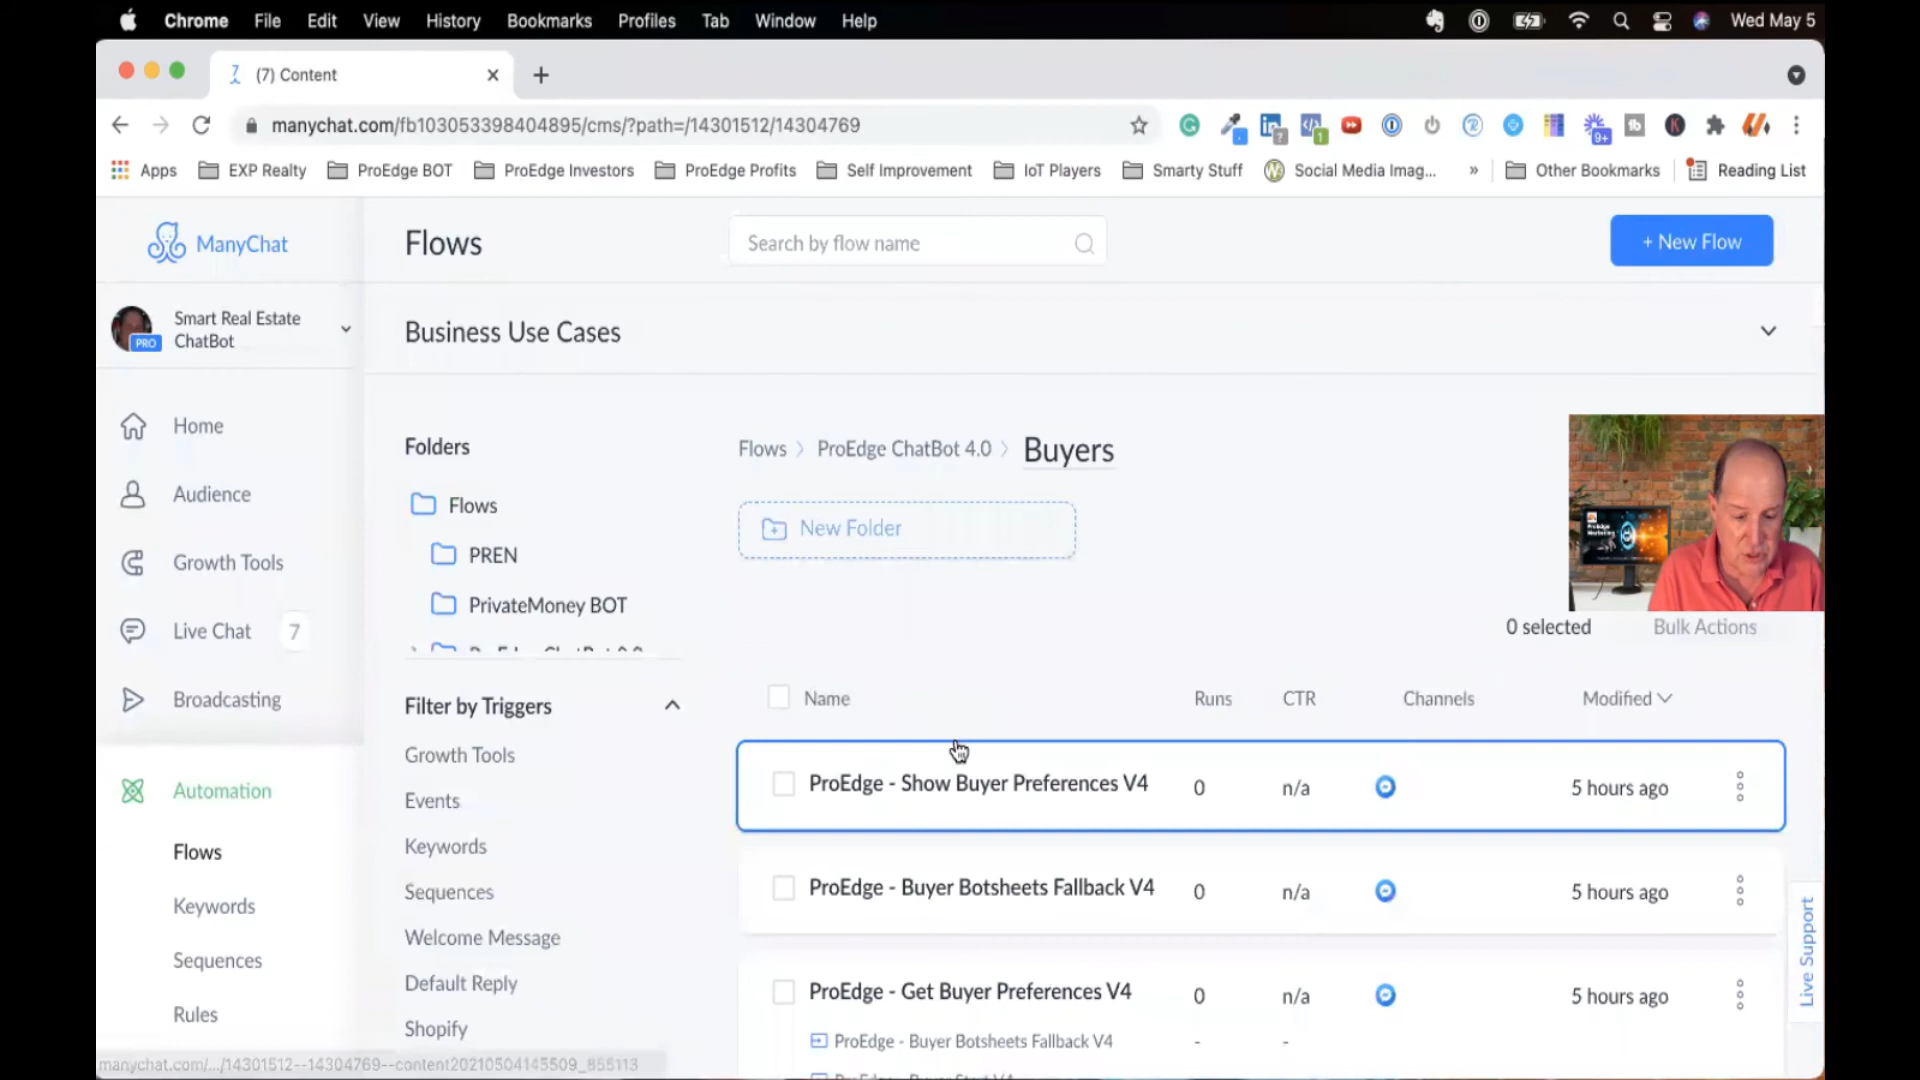 Chrome File Edit View History Bookmarks Profiles Tab Window Help Wed May 5
(7) Content
manychat.com/fb103053398404895/cms/?path=/14301512/14304769
9+
Apps EXP Realty ProEdge BOT ProEdge Investors ProEdge Profits Self Improvement IoT Players Smarty Stuff Social Media Imag... » Other Bookmarks Reading List
ManyChat
Flows
Search by flow name
+ New Flow
Smart Real Estate
ChatBot
PRO
Business Use Cases
Home
Audience
Growth Tools
Live Chat 7
Broadcasting
Automation
Flows
Keywords
Sequences
Rules
Folders
Flows
PREN
PrivateMoney BOT
Filter by Triggers
Growth Tools
Events
Keywords
Sequences
Welcome Message
Default Reply
Shopify
Flows > ProEdge ChatBot 4.0 > Buyers
New Folder
0 selected Bulk Actions
Name Runs CTR Channels Modified
ProEdge - Show Buyer Preferences V4 0 n/a 5 hours ago
ProEdge - Buyer Botsheets Fallback V4 0 n/a 5 hours ago
ProEdge - Get Buyer Preferences V4 0 n/a 5 hours ago
ProEdge - Buyer Botsheets Fallback V4 - -
Live Support
manychat.com/.../14301512--14304769--content20210504145509_855113